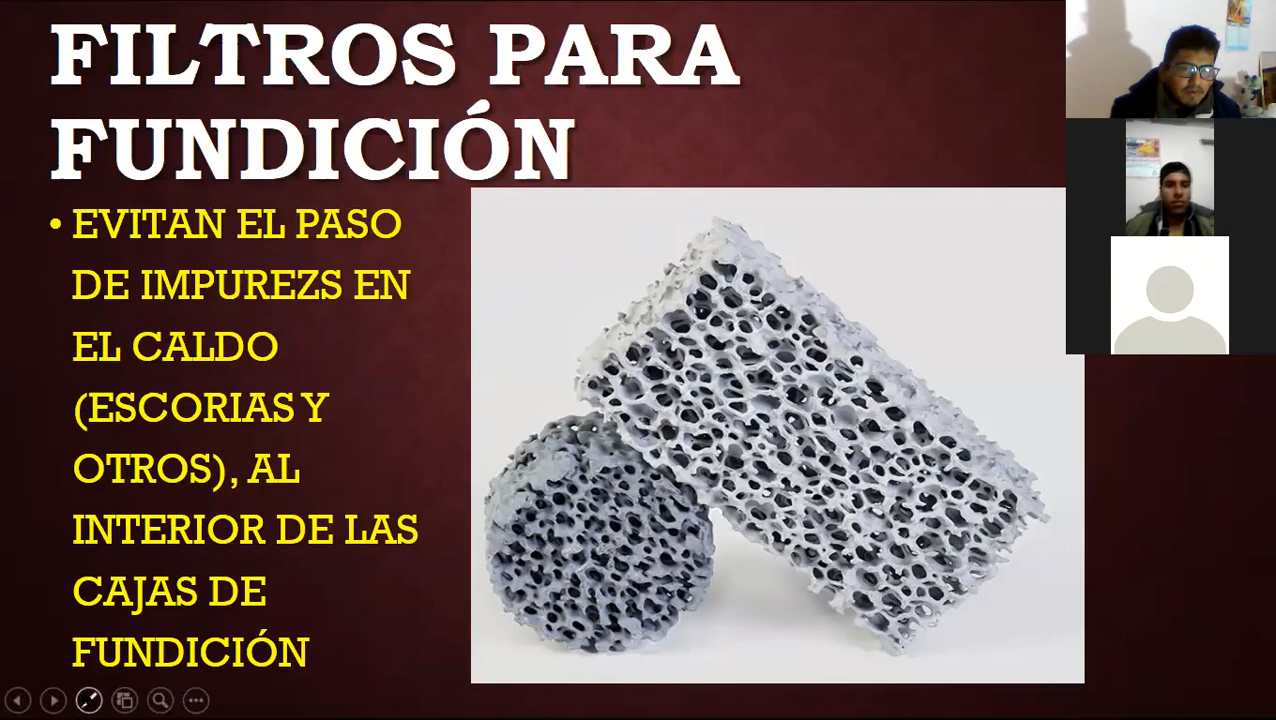 FILTROS PARA
FUNDICIÓN
• EVITAN EL PASO
DE IMPUREZS EN
EL CALDO
(ESCORIAS Y
OTROS), AL
INTERIOR DE LAS
CAJAS DE
FUNDICIÓN